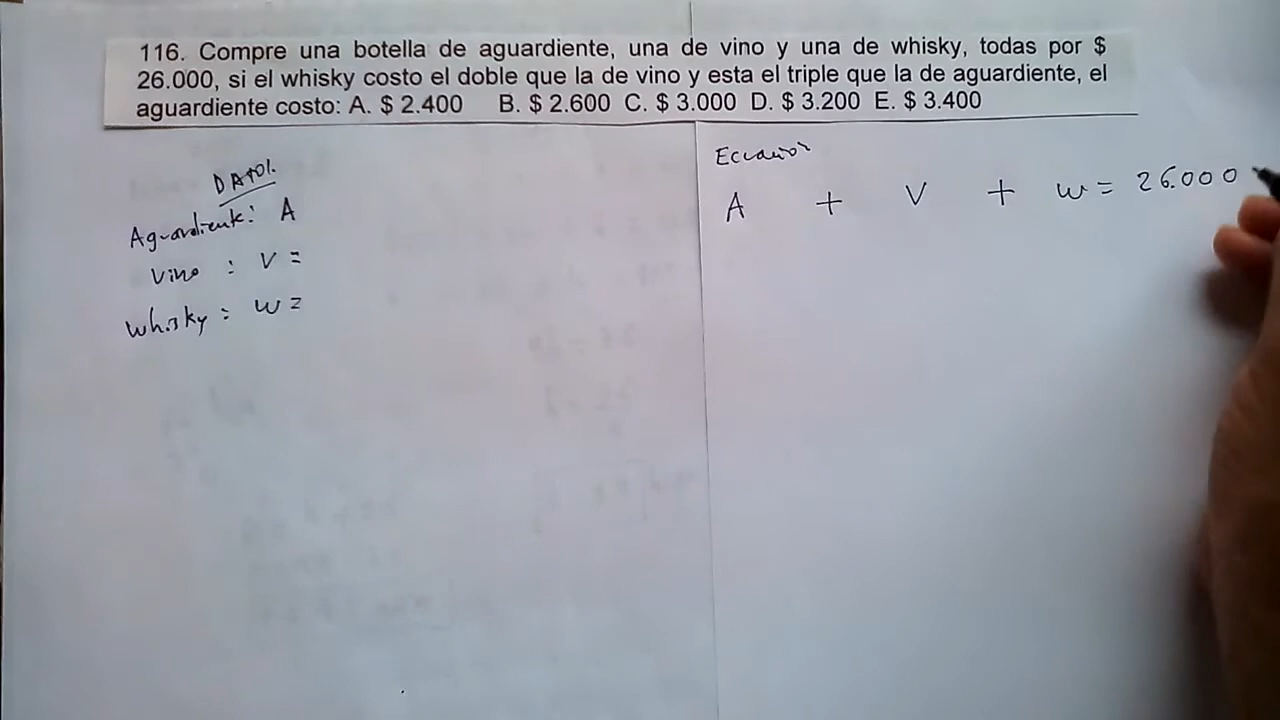 116. Compre una botella de aguardiente, una de vino y una de whisky, todas por $
26.000, si el whisky costo el doble que la de vino y esta el triple que la de aguardiente, el
aguardiente costo: A. $ 2.400 B. $ 2.600 C. $ 3.000 D. $ 3.200 E. $ 3.400
DATOS.
Aguardiente: A
Vino : V =
Whisky : W =
Ecuación
A + V + W = 26.000